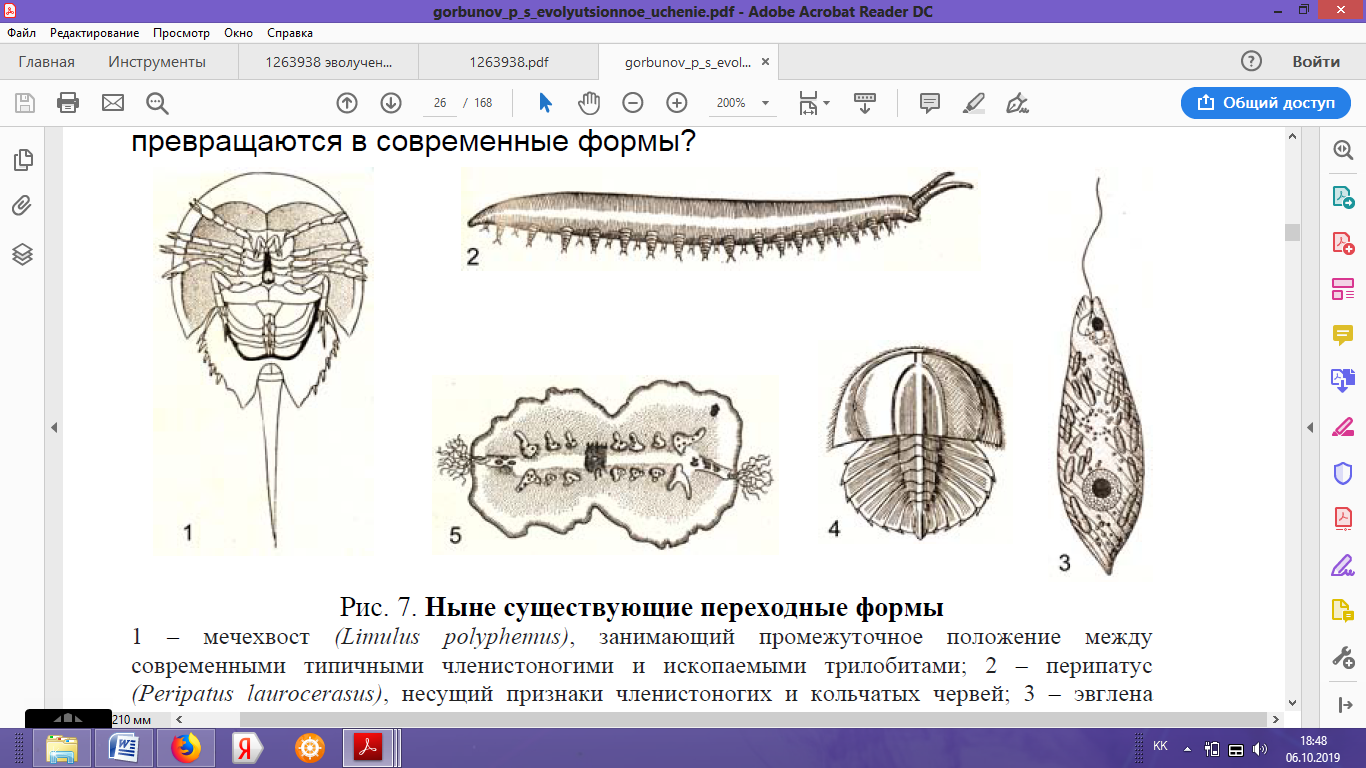 gorbunov_p_s_evolyutsionnoe_uchenie.pdf - Adobe Acrobat Reader DC
Файл Редактирование Просмотр Окно Справка
Главная Инструменты 1263938 эволучен... 1263938.pdf gorbunov_p_s_evol... Войти
26 / 168 200% Общий доступ
превращаются в современные формы?
1
2
3
4
5
Рис. 7. Ныне существующие переходные формы
1 – мечехвост (Limulus polyphemus), занимающий промежуточное положение между
современными типичными членистоногими и ископаемыми трилобитами; 2 – перипатус
(Peripatus laurocerasus), несущий признаки членистоногих и кольчатых червей; 3 – эвглена
210 мм
KK 18:48
06.10.2019